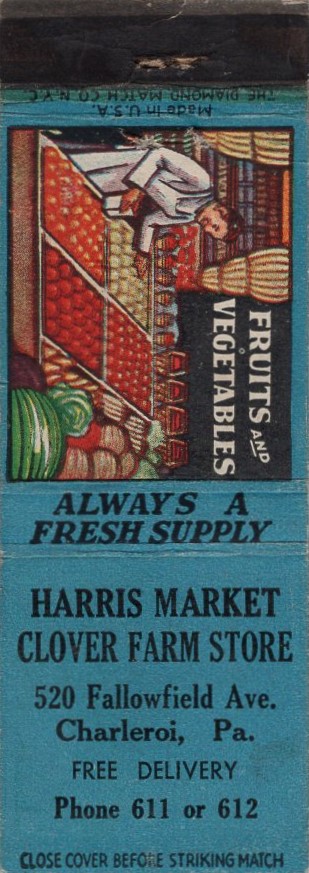 Made in U.S.A.
THE DIAMOND MATCH CO. N.Y.C.
FRUITS AND
VEGETABLES
ALWAYS A
FRESH SUPPLY
HARRIS MARKET
CLOVER FARM STORE
520 Fallowfield Ave.
Charleroi, Pa.
FREE DELIVERY
Phone 611 or 612
CLOSE COVER BEFORE STRIKING MATCH